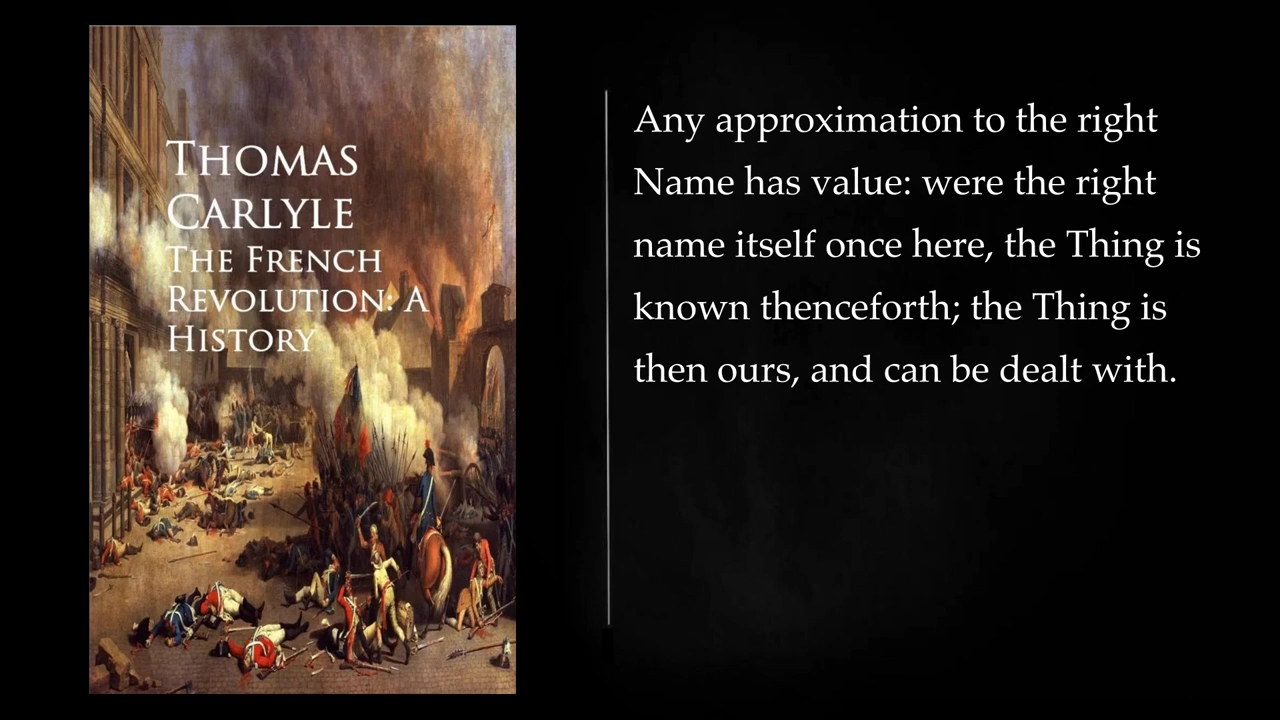 THOMAS
CARLYLE
THE FRENCH
REVOLUTION: A
HISTORY
Any approximation to the right
Name has value: were the right
name itself once here, the Thing is
known thenceforth; the Thing is
then ours, and can be dealt with.